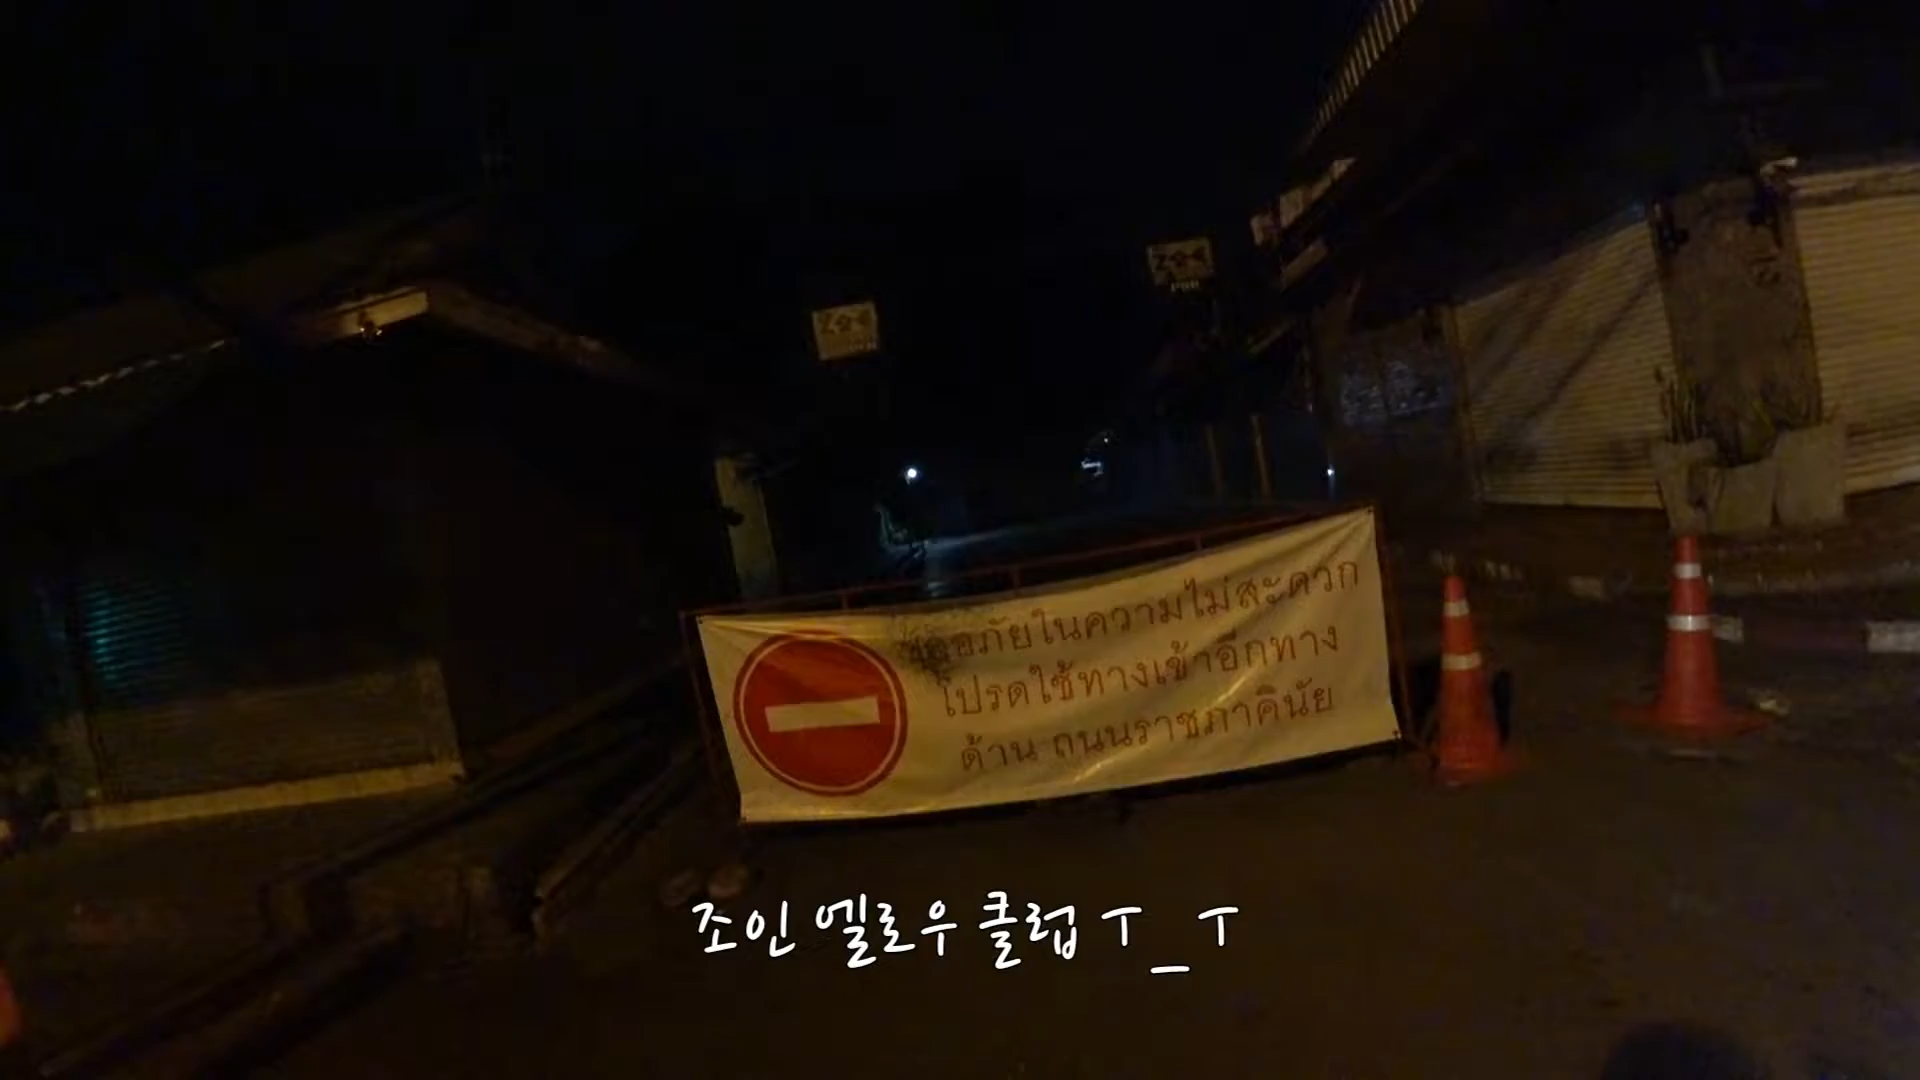 ขออภัยในความไม่สะดวก
โปรดใช้ทางเข้าอีกทาง
ด้าน ถนนราชภาคินัย
조인 엘로우 클럽 ㅜ_ㅜ